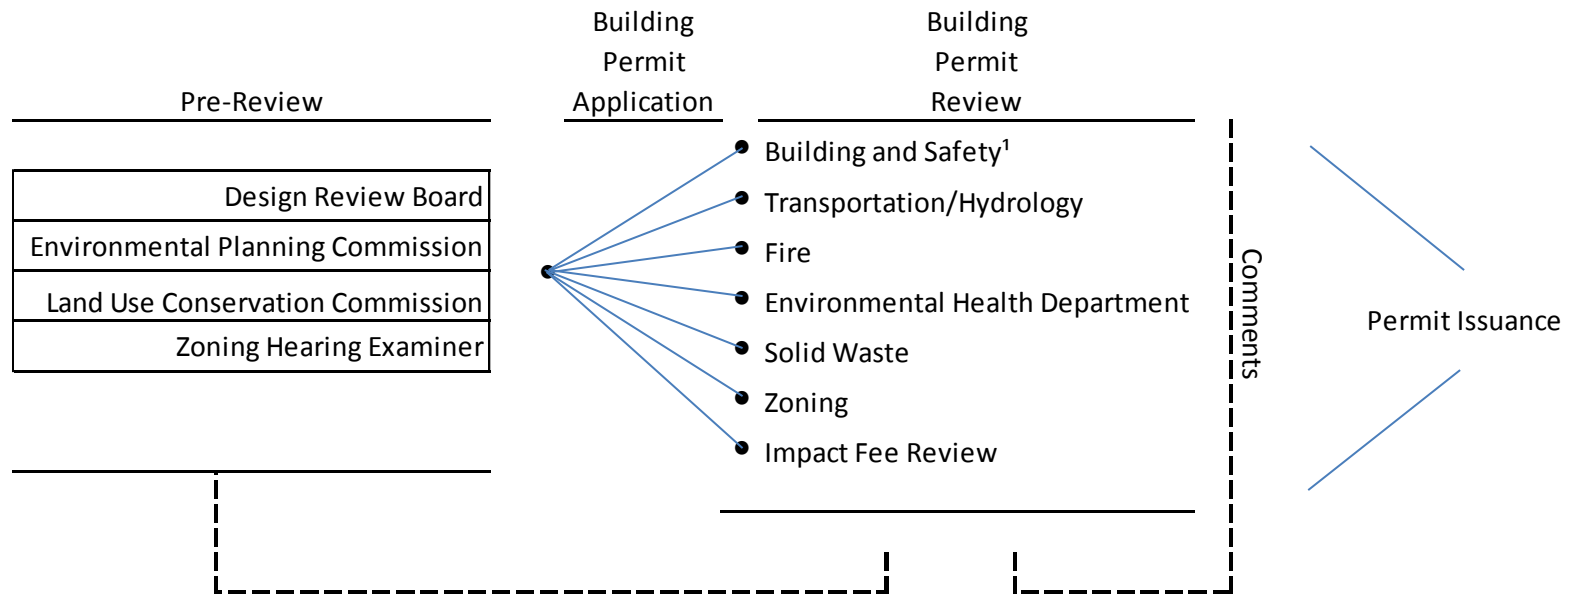 Pre-Review
Building
Permit
Application
Building
Permit
Review
Design Review Board
Environmental Planning Commission
Land Use Conservation Commission
Zoning Hearing Examiner
Building and Safety¹
Transportation/Hydrology
Fire
Environmental Health Department
Solid Waste
Zoning
Impact Fee Review
Comments
Permit Issuance